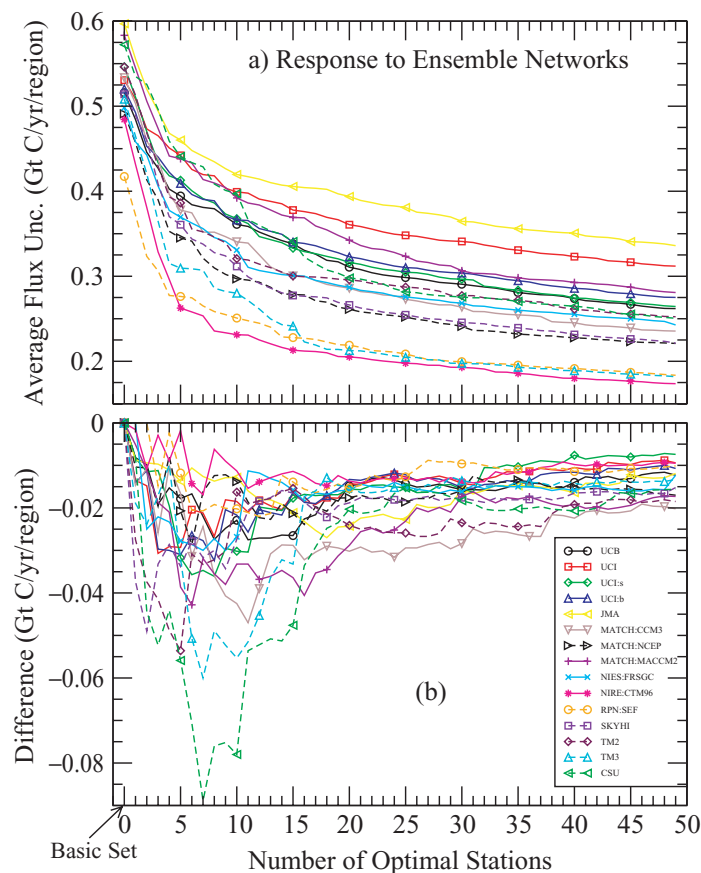 a) Response to Ensemble Networks
Average Flux Unc. (Gt C/yr/region)
0.6
0.5
0.4
0.3
0.2
0
−0.02
−0.04
−0.06
−0.08
Difference (Gt C/yr/region)
(b)
UCB
UCI
UCI:s
UCI:b
JMA
MATCH:CCM3
MATCH:NCEP
MATCH:MACCM2
NIES:FRSGC
NIRE:CTM96
RPN:SEF
SKYHI
TM2
TM3
CSU
0 5 10 15 20 25 30 35 40 45 50
Basic Set
Number of Optimal Stations